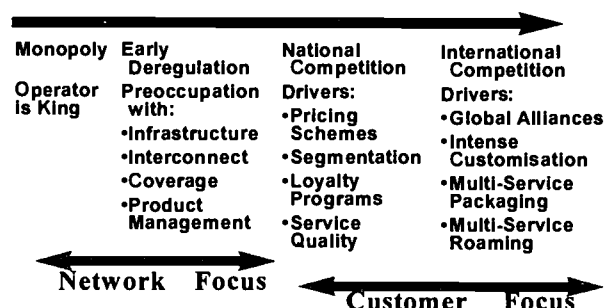 Monopoly
Operator
is King
Early
Deregulation
Preoccupation
with:
•Infrastructure
•Interconnect
•Coverage
•Product
Management
National
Competition
Drivers:
•Pricing
Schemes
•Segmentation
•Loyalty
Programs
•Service
Quality
International
Competition
Drivers:
•Global Alliances
•Intense
Customisation
•Multi-Service
Packaging
•Multi-Service
Roaming
Network Focus
Customer Focus